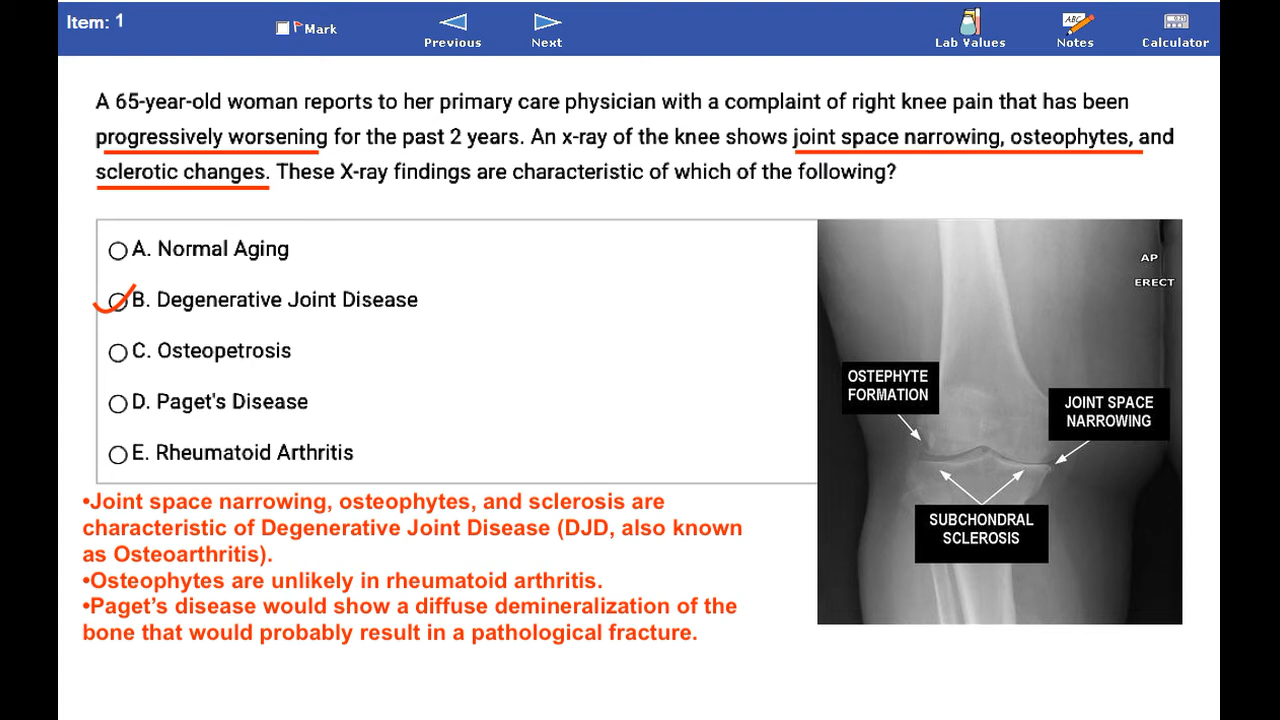 Item: 1
Mark
Previous
Next
Lab Values
Notes
Calculator
A 65-year-old woman reports to her primary care physician with a complaint of right knee pain that has been
progressively worsening for the past 2 years. An x-ray of the knee shows joint space narrowing, osteophytes, and
sclerotic changes. These X-ray findings are characteristic of which of the following?
A. Normal Aging
B. Degenerative Joint Disease
C. Osteopetrosis
D. Paget's Disease
E. Rheumatoid Arthritis
AP
ERECT
OSTEPHYTE
FORMATION
JOINT SPACE
NARROWING
SUBCHONDRAL
SCLEROSIS
•Joint space narrowing, osteophytes, and sclerosis are
characteristic of Degenerative Joint Disease (DJD, also known
as Osteoarthritis).
•Osteophytes are unlikely in rheumatoid arthritis.
•Paget’s disease would show a diffuse demineralization of the
bone that would probably result in a pathological fracture.